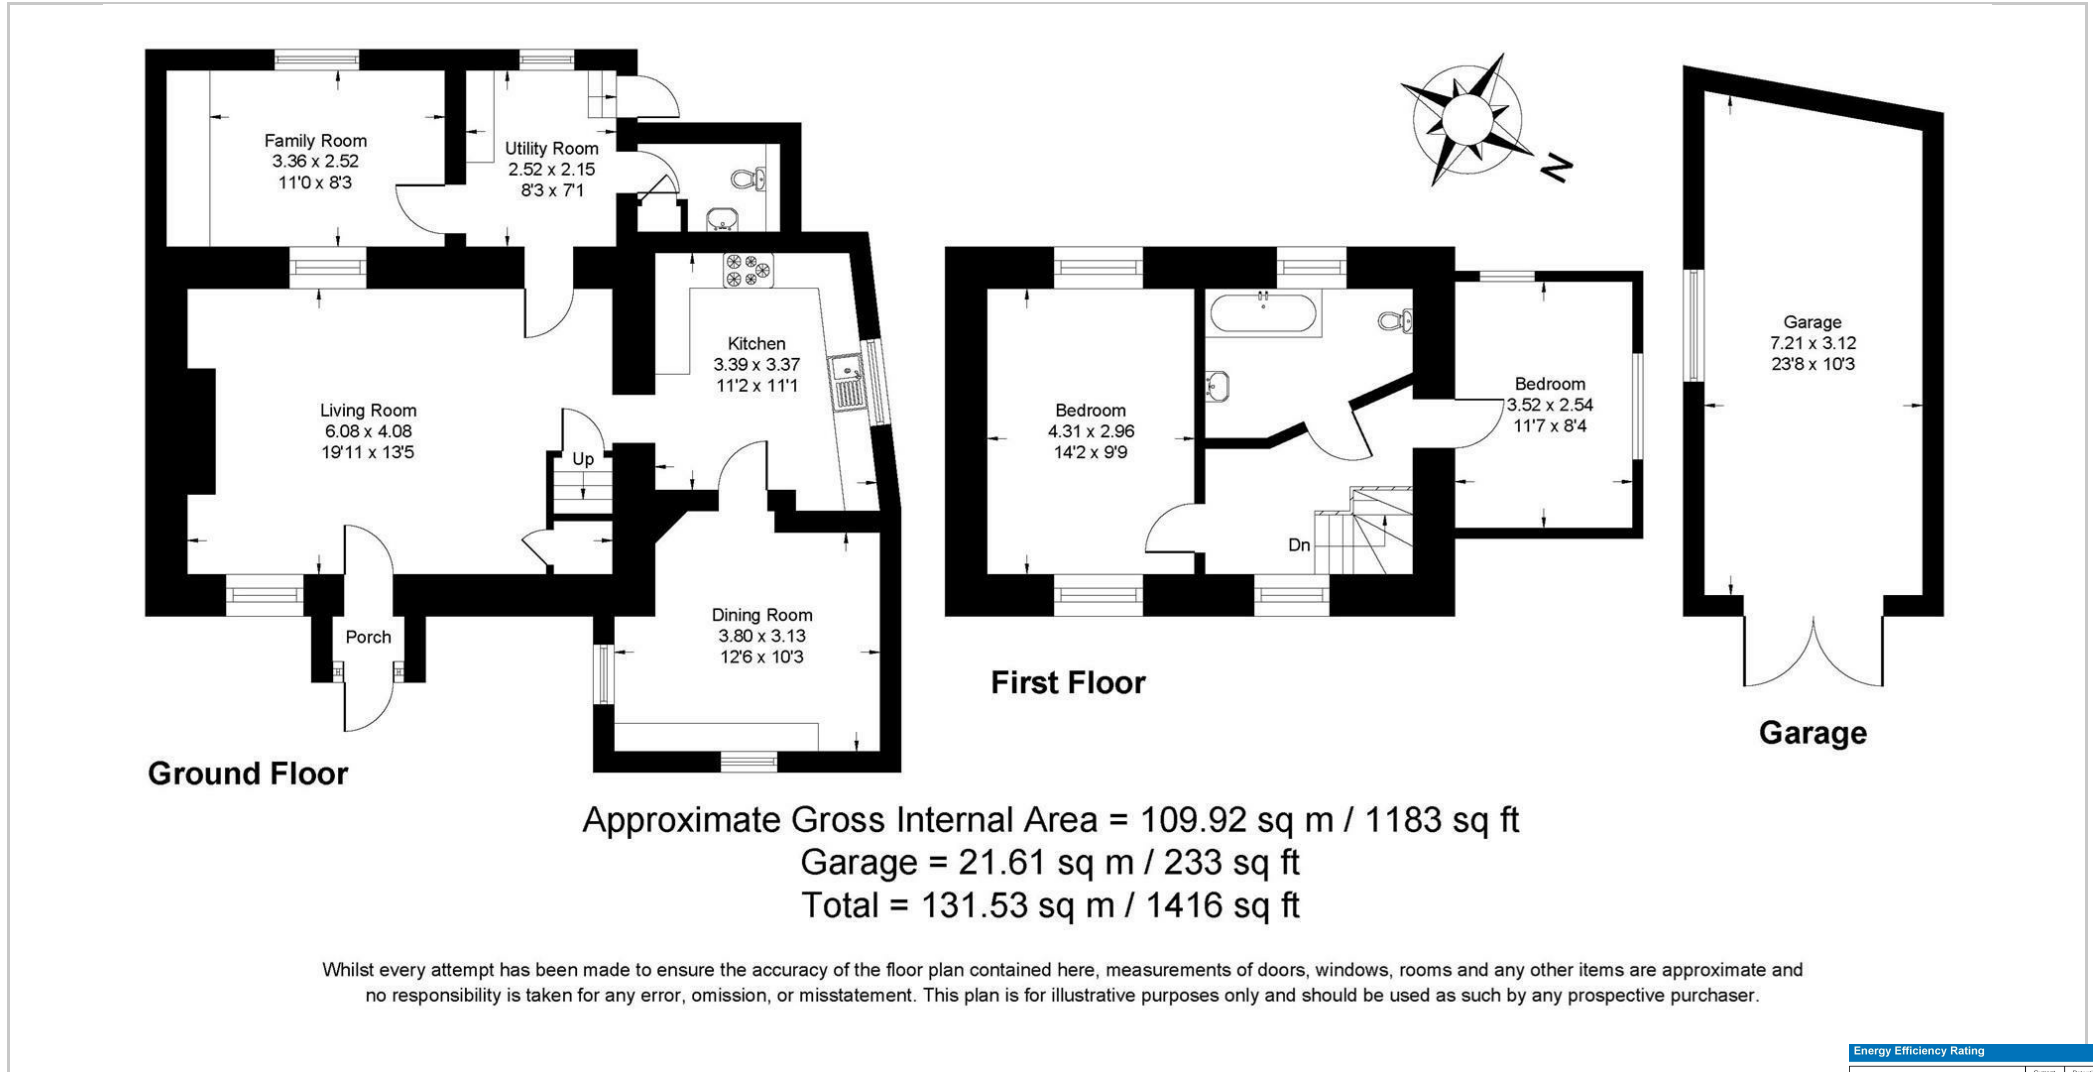 Family Room
3.36 x 2.52
11'0 x 8'3
Utility Room
2.52 x 2.15
8'3 x 7'1
N
Kitchen
3.39 x 3.37
11'2 x 11'1
Living Room
6.08 x 4.08
19'11 x 13'5
Up
Porch
Dining Room
3.80 x 3.13
12'6 x 10'3
Ground Floor
Bedroom
4.31 x 2.96
14'2 x 9'9
Bedroom
3.52 x 2.54
11'7 x 8'4
Dn
First Floor
Garage
7.21 x 3.12
23'8 x 10'3
Garage
Approximate Gross Internal Area = 109.92 sq m / 1183 sq ft
Garage = 21.61 sq m / 233 sq ft
Total = 131.53 sq m / 1416 sq ft
Whilst every attempt has been made to ensure the accuracy of the floor plan contained here, measurements of doors, windows, rooms and any other items are approximate and
no responsibility is taken for any error, omission, or misstatement. This plan is for illustrative purposes only and should be used as such by any prospective purchaser.
Energy Efficiency Rating